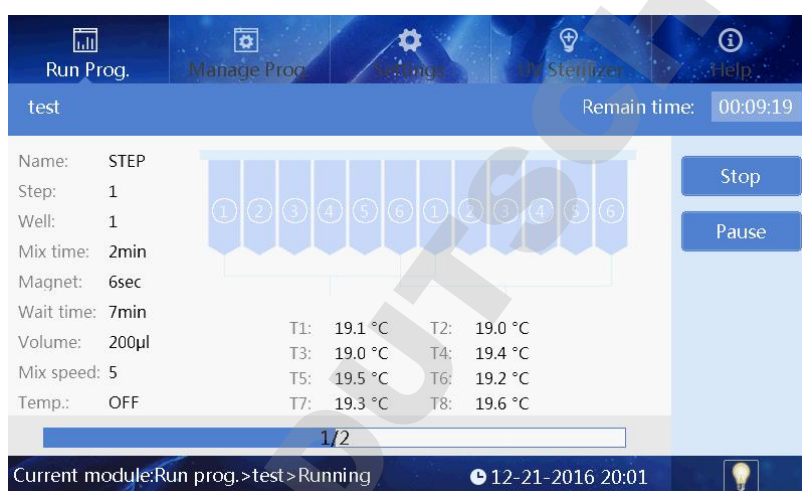 Run Prog. Manage Prog. Settings UV Sterilizer Help
test Remain time: 00:09:19
Name: STEP
Step: 1
Well: 1
Mix time: 2min
Magnet: 6sec
Wait time: 7min
Volume: 200µl
Mix speed: 5
Temp.: OFF
1 2 3 4 5 6 1 2 3 4 5 6
T1: 19.1 °C T2: 19.0 °C
T3: 19.0 °C T4: 19.4 °C
T5: 19.5 °C T6: 19.2 °C
T7: 19.3 °C T8: 19.6 °C
Stop
Pause
1/2
Current module:Run prog.>test>Running 12-21-2016 20:01
DUTSCH